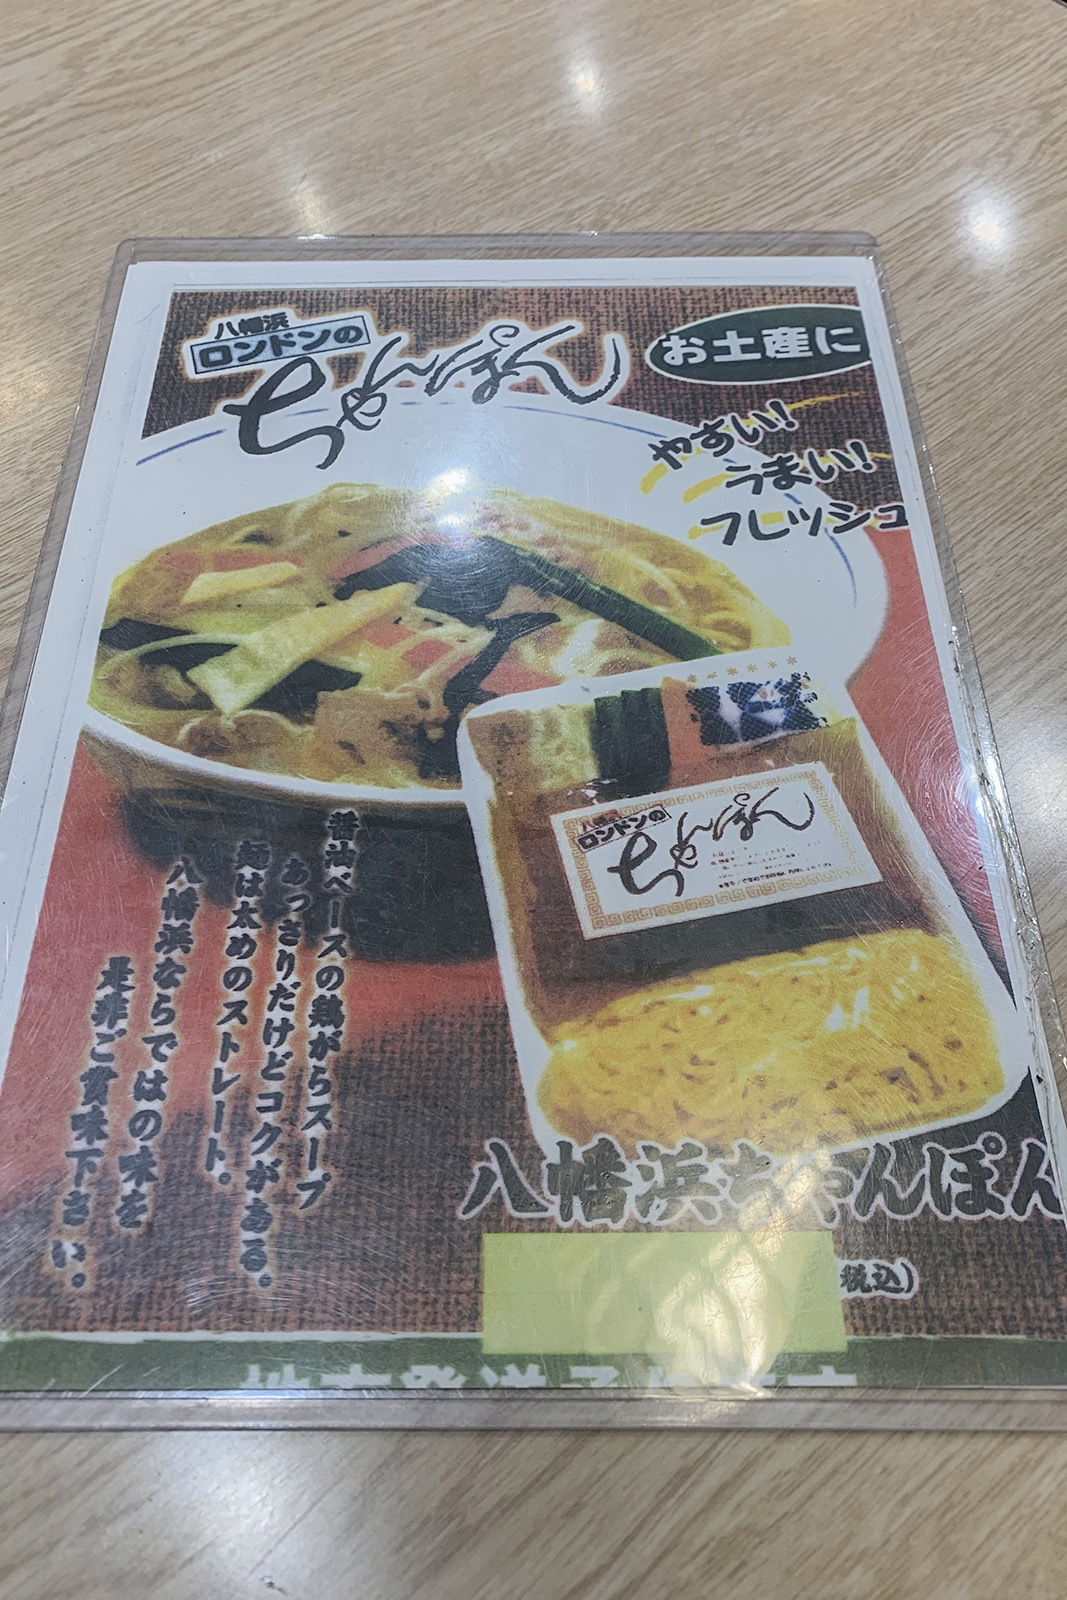 八幡浜
ロンドンの
ちゃんぽん
お土産に
やすい!
うまい!
フレッシュ
八幡浜
ロンドンの
ちゃんぽん
醤油ベースの鶏がらスープ
あっさりだけどコクがある。
麺は太めのストレート。
八幡浜ならではの味を
是非ご賞味下さい。
八幡浜ちゃんぽん
税込)